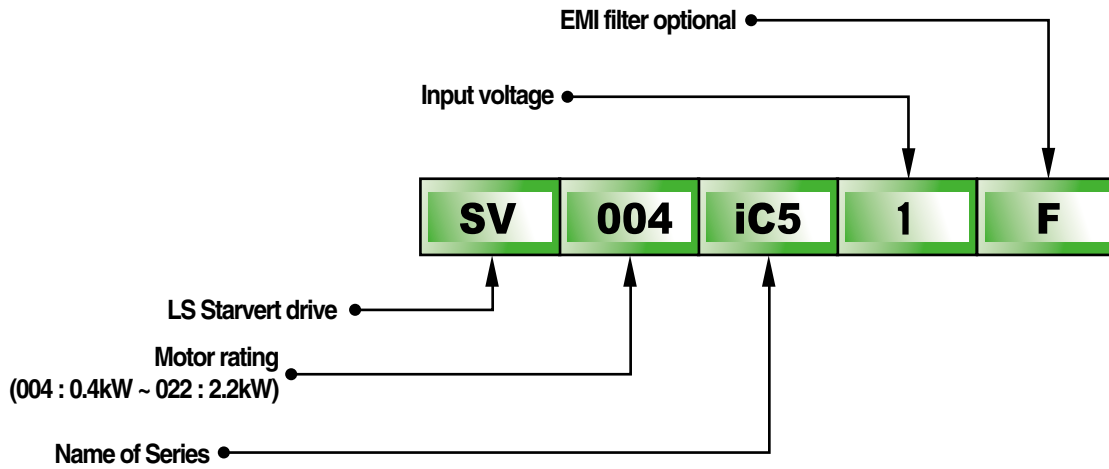 EMI filter optional
Input voltage
SV 004 iC5 1 F
LS Starvert drive
Motor rating
(004 : 0.4kW ~ 022 : 2.2kW)
Name of Series